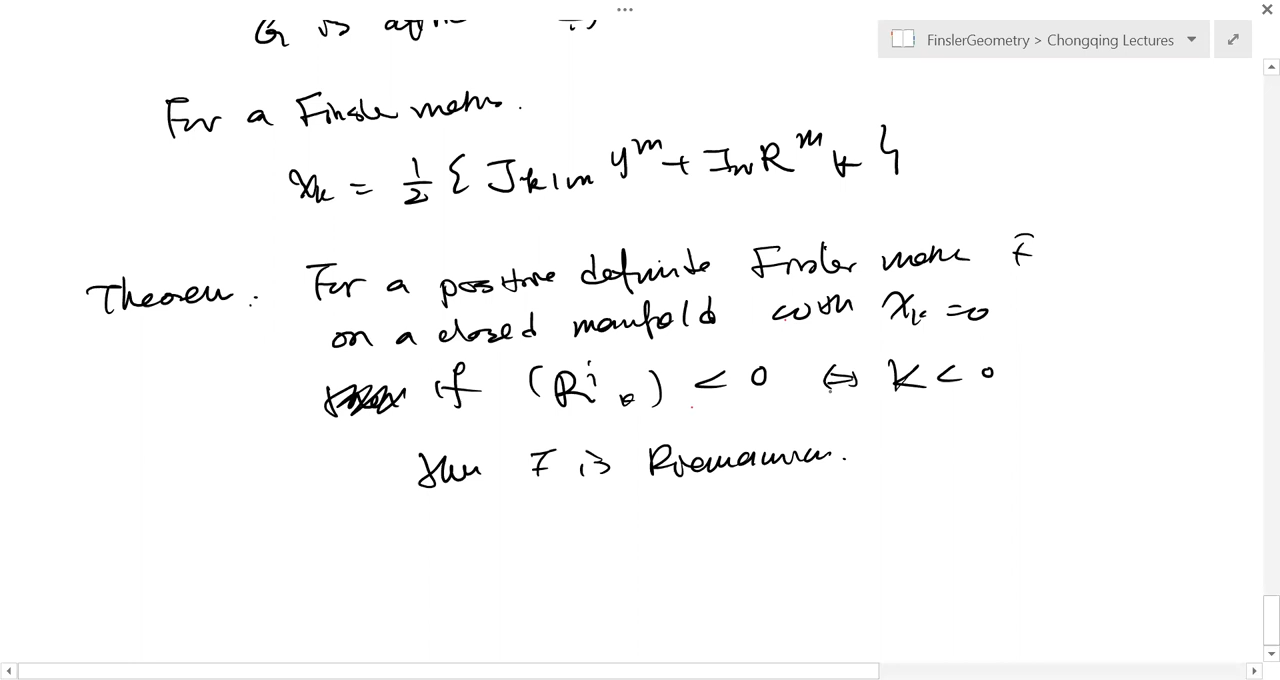 G is
FinslerGeometry > Chongqing Lectures
For a Finsler metric.
χ_k = 1/2 { J_{k|m} y^m + I_m R^m_k }
Theorem. For a positive definite Finsler metric F
on a closed manifold with χ_k = 0
if (R^i_k) < 0 ⇔ K < 0
then F is Riemannian.